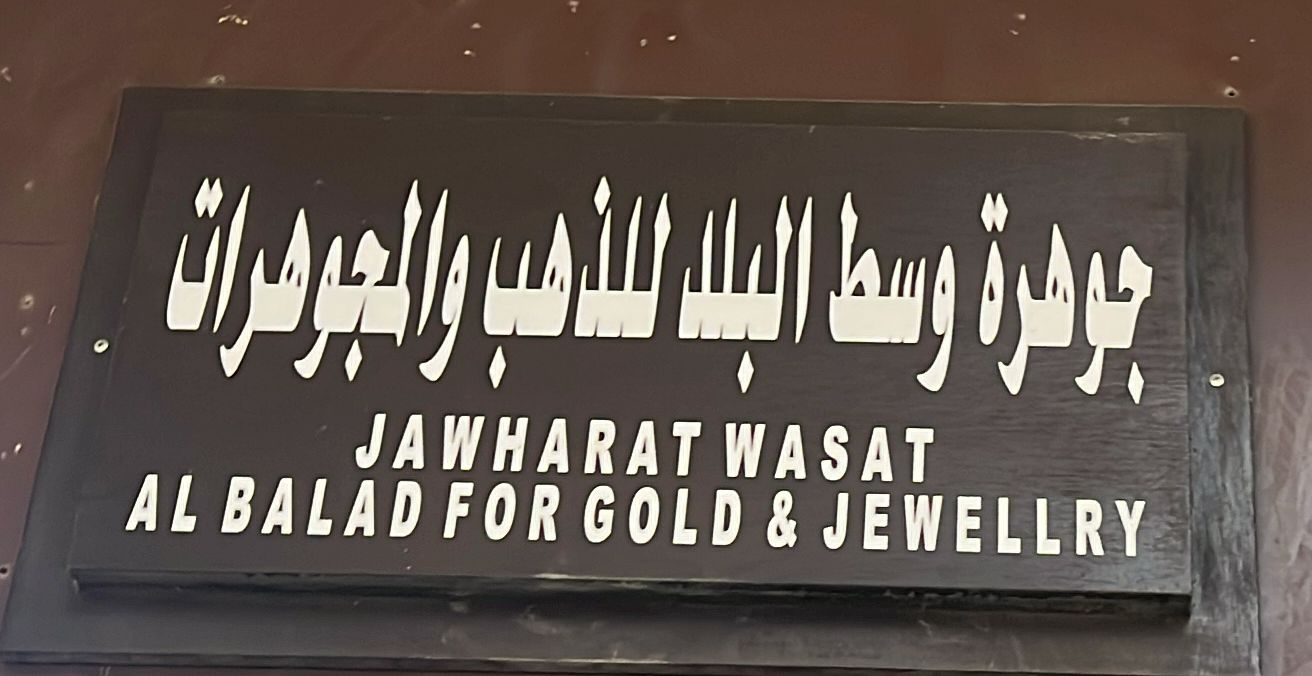 جوهرة وسط البلد للذهب والمجوهرات
JAWHARAT WASAT
AL BALAD FOR GOLD & JEWELLRY